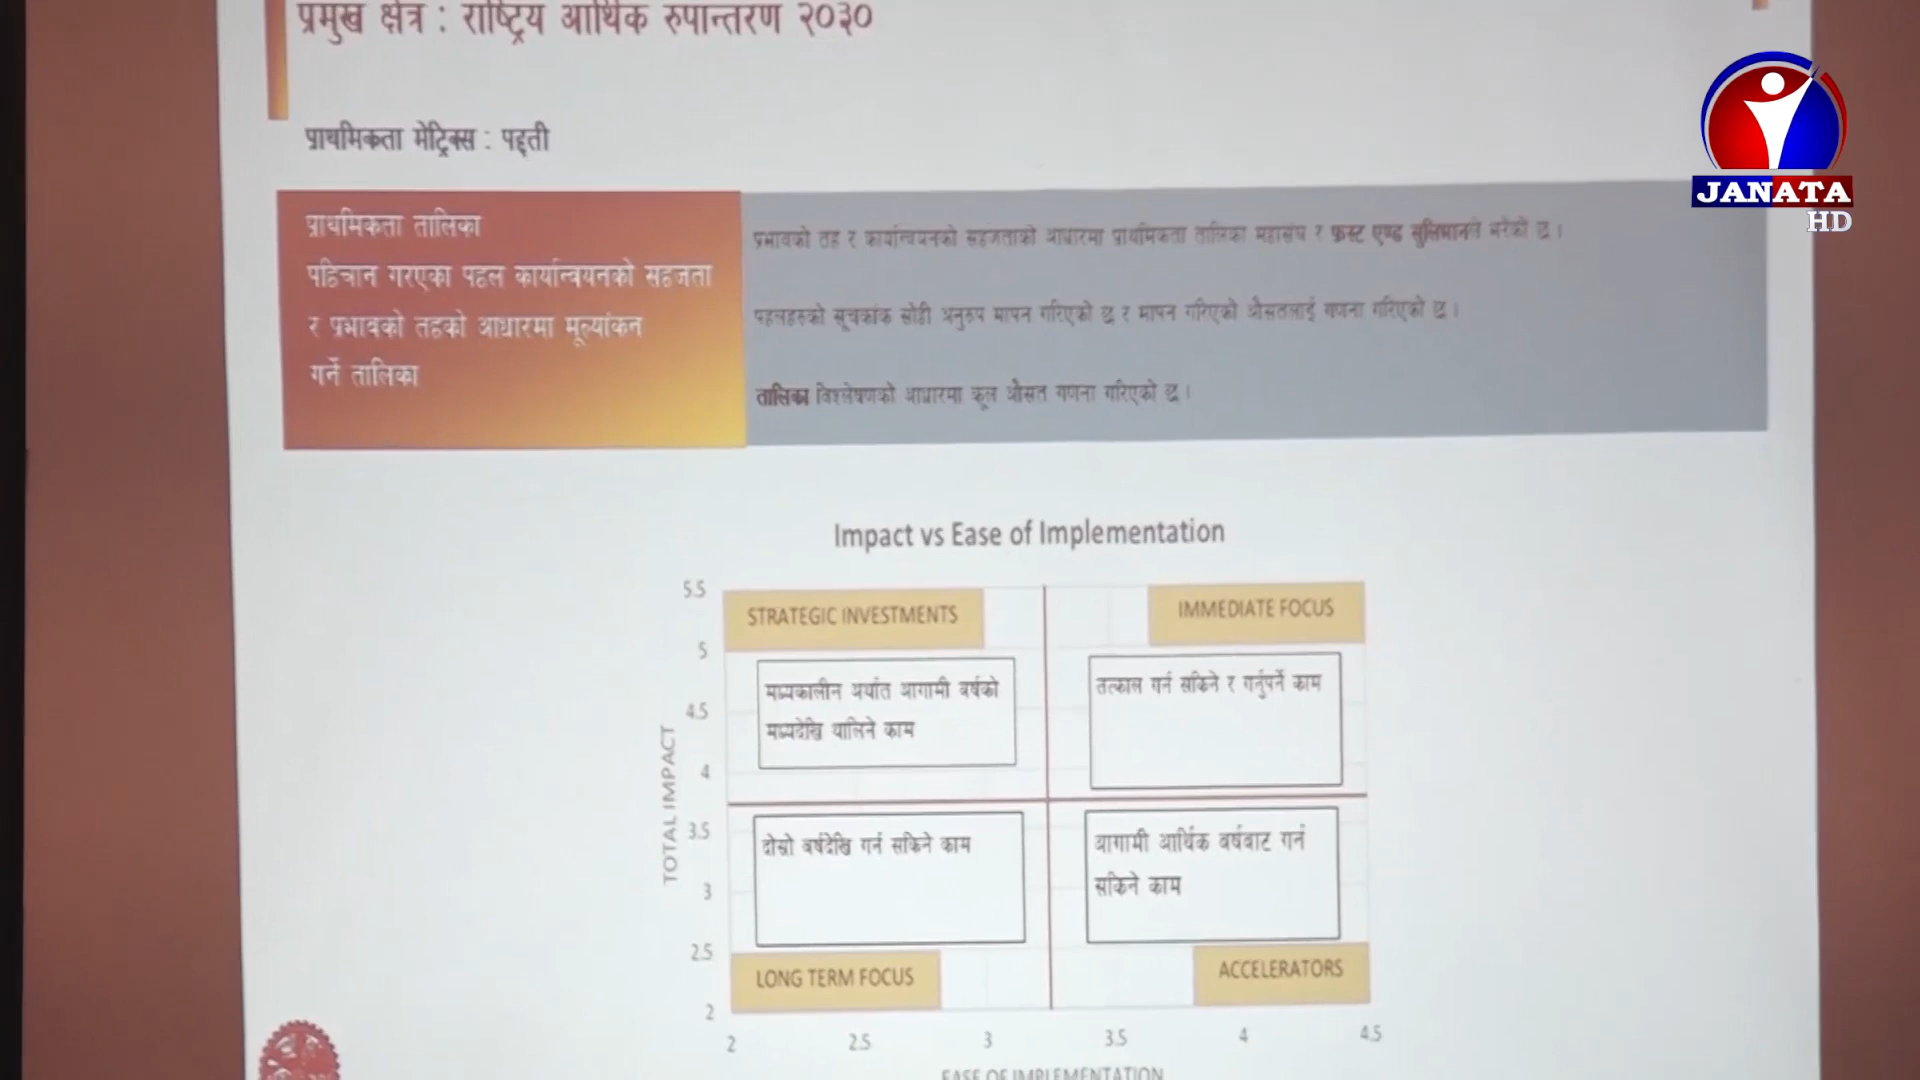 प्रमुख क्षेत्र : राष्ट्रिय आर्थिक रुपान्तरण २०३०
JANATA
HD
प्राथमिकता मेट्रिक्स : पद्दती
प्राथमिकता तालिका
पहिचान गरएका पहल कार्यान्वयनको सहजता
र प्रभावको तहको आधारमा मूल्यांकन
गर्ने तालिका
प्रभावको तह र कार्यान्वयनको सहजताको आधारमा प्राथमिकता तालिका महासंघ र फ्रस्ट एण्ड सुलिभानले भरेको छ ।
पहलहरुको सूचकांक सोही अनुरुप मापन गरिएको छ र मापन गरिएको औसतलाई गणना गरिएको छ ।
तालिका विश्लेषणको आधारमा कूल औसत गणना गरिएको छ ।
Impact vs Ease of Implementation
5.5
STRATEGIC INVESTMENTS
IMMEDIATE FOCUS
5
मध्यकालीन अर्थात आगामी वर्षको
मध्यदेखि थालिने काम
तत्काल गर्न सकिने र गर्नुपर्ने काम
4.5
4
TOTAL IMPACT
3.5
दोस्रो वर्षदेखि गर्न सकिने काम
आगामी आर्थिक वर्षबाट गर्न
सकिने काम
3
2.5
LONG TERM FOCUS
ACCELERATORS
2
2 2.5 3 3.5 4 4.5
EASE OF IMPLEMENTATION